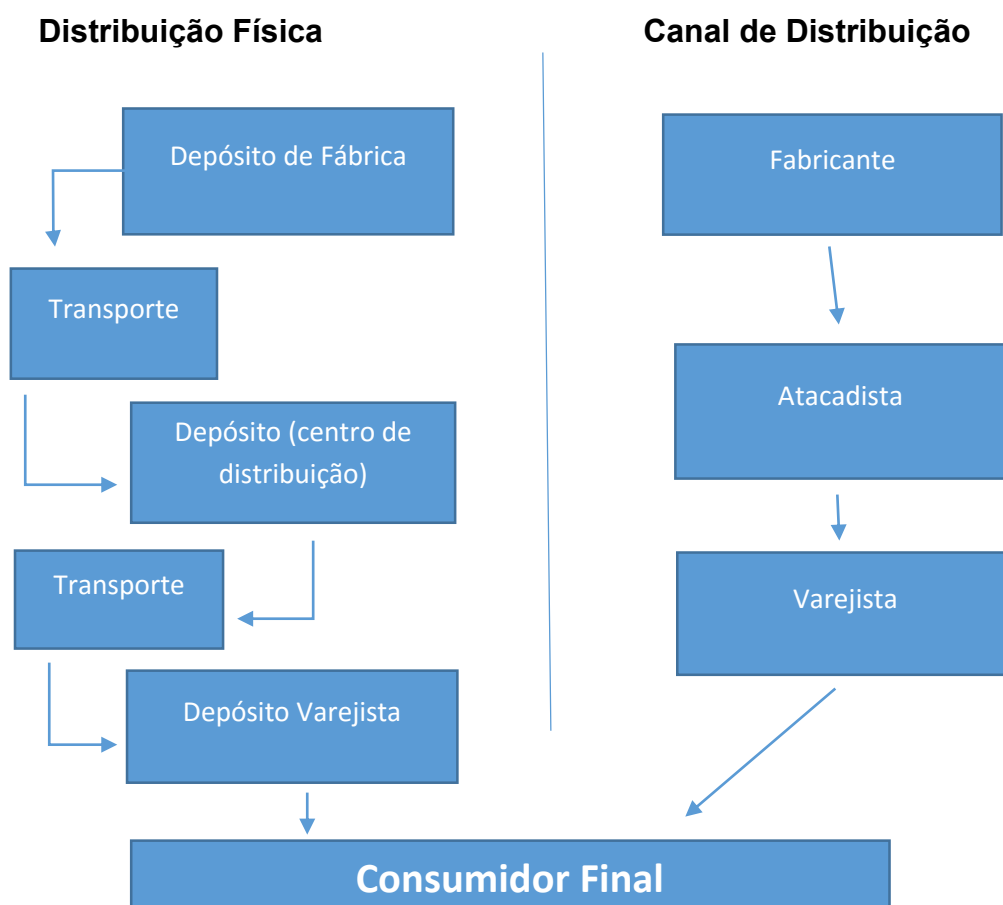 Distribuição Física
Canal de Distribuição
Depósito de Fábrica
Transporte
Depósito (centro de
distribuição)
Transporte
Depósito Varejista
Fabricante
Atacadista
Varejista
Consumidor Final